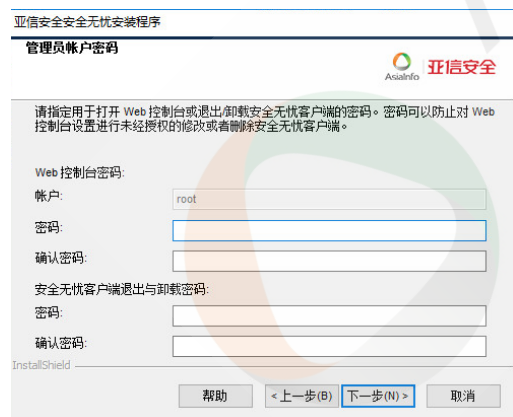 亚信安全安全无忧安装程序
管理员帐户密码
AsiaInfo 亚信安全
请指定用于打开 Web 控制台或退出/卸载安全无忧客户端的密码。密码可以防止对 Web
控制台设置进行未经授权的修改或者删除安全无忧客户端。
Web 控制台密码:
帐户: root
密码:
确认密码:
安全无忧客户端退出与卸载密码:
密码:
确认密码:
InstallShield
帮助 <上一步(B) 下一步(N)> 取消